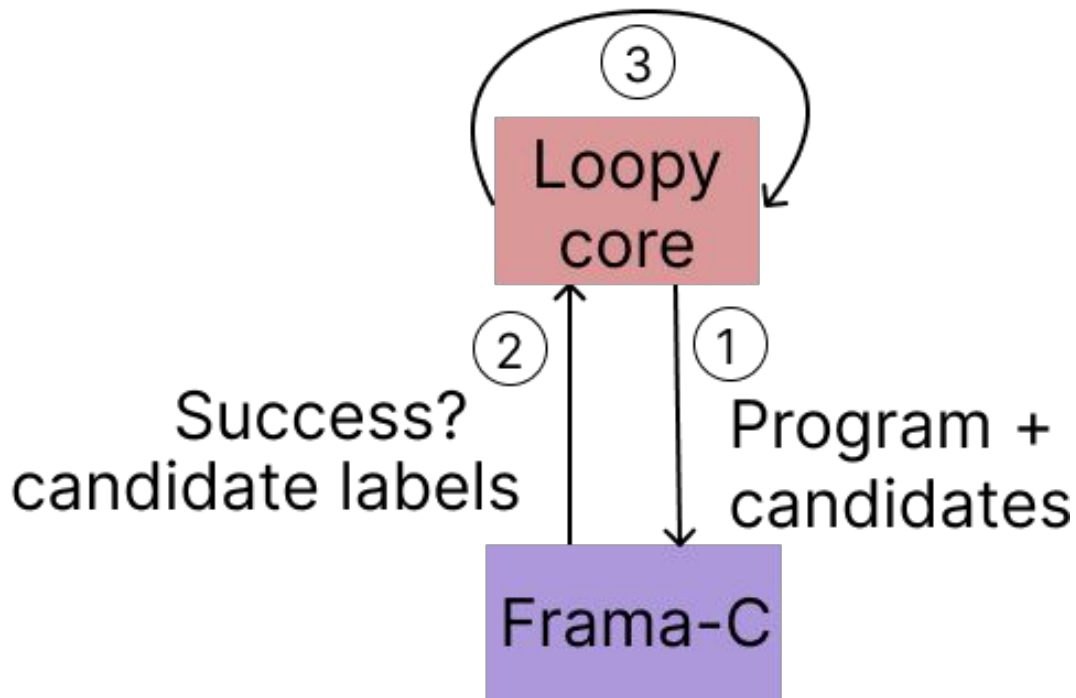 3
Loopy
core
2
1
Success?
candidate labels
Program +
candidates
Frama-C